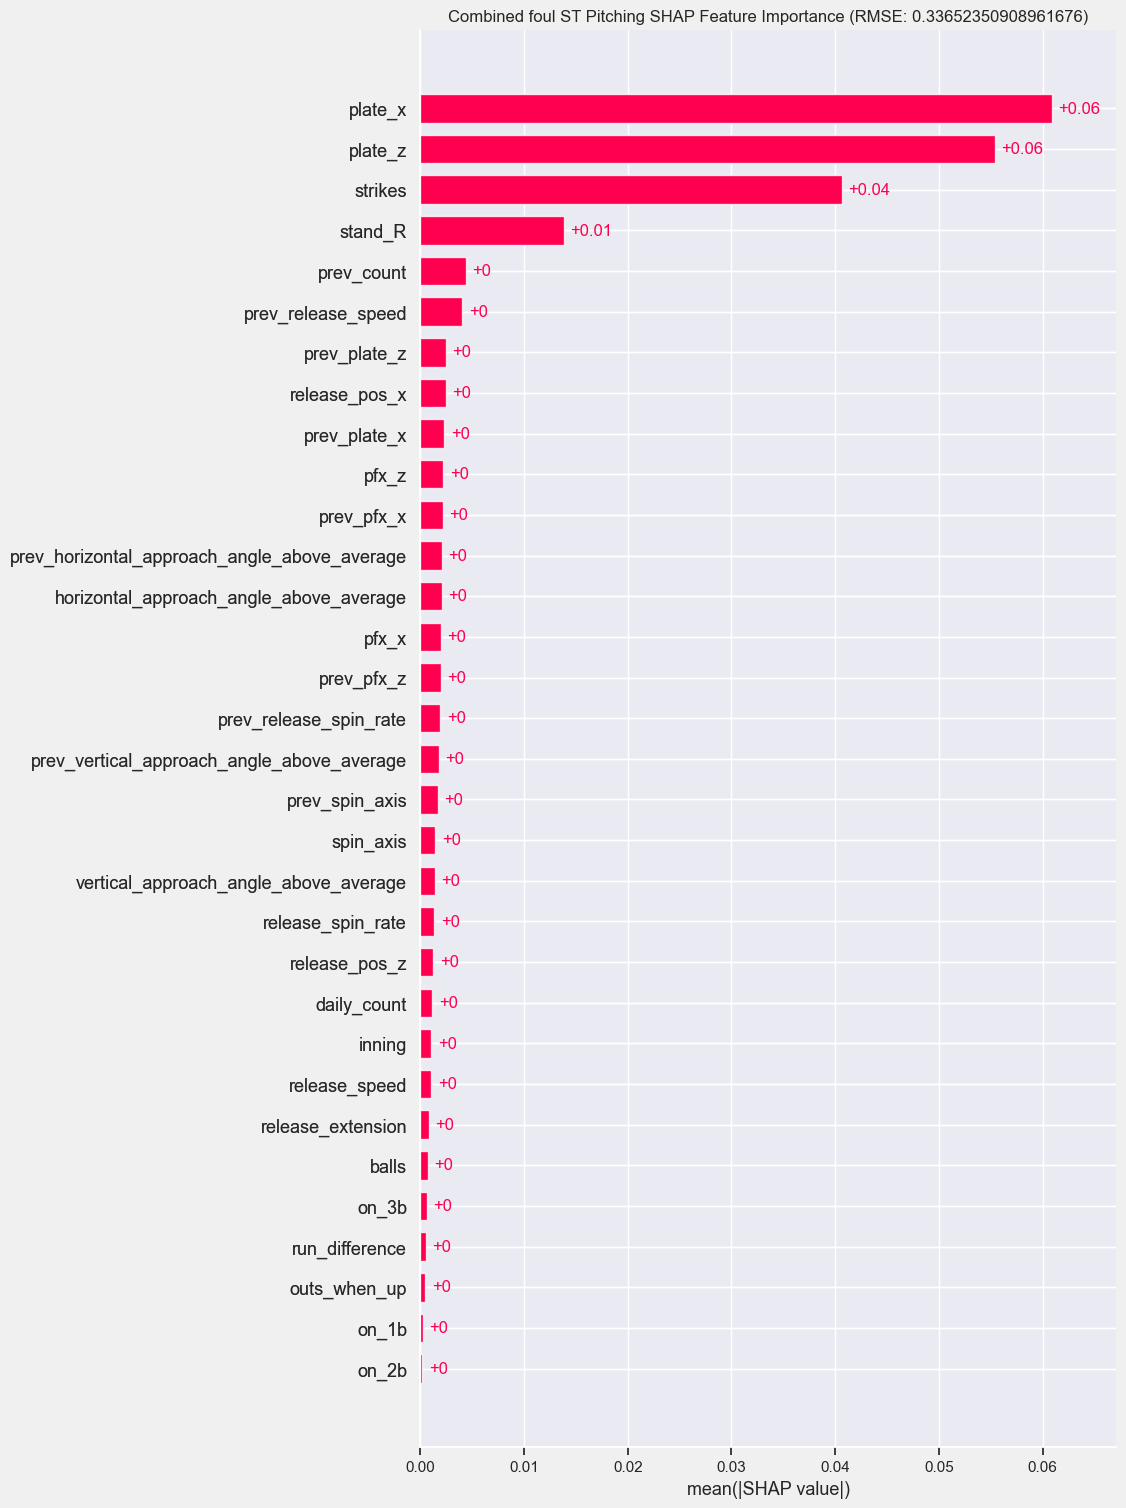 Combined foul ST Pitching SHAP Feature Importance (RMSE: 0.33652350908961676)
plate_x +0.06
plate_z +0.06
strikes +0.04
stand_R +0.01
prev_count +0
prev_release_speed +0
prev_plate_z +0
release_pos_x +0
prev_plate_x +0
pfx_z +0
prev_pfx_x +0
prev_horizontal_approach_angle_above_average +0
horizontal_approach_angle_above_average +0
pfx_x +0
prev_pfx_z +0
prev_release_spin_rate +0
prev_vertical_approach_angle_above_average +0
prev_spin_axis +0
spin_axis +0
vertical_approach_angle_above_average +0
release_spin_rate +0
release_pos_z +0
daily_count +0
inning +0
release_speed +0
release_extension +0
balls +0
on_3b +0
run_difference +0
outs_when_up +0
on_1b +0
on_2b +0
0.00 0.01 0.02 0.03 0.04 0.05 0.06
mean(|SHAP value|)